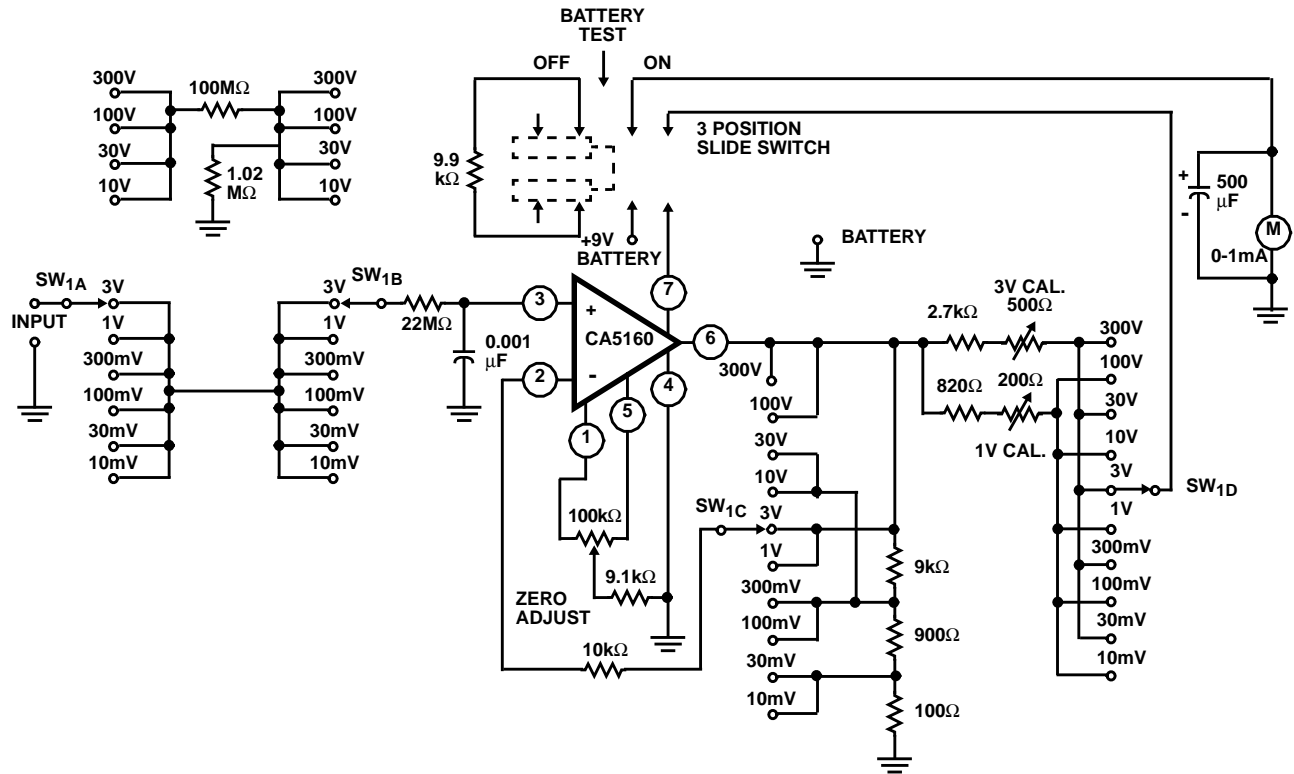 BATTERY
TEST
OFF
ON
300V
100V
30V
10V
100MΩ
1.02
MΩ
300V
100V
30V
10V
9.9
kΩ
3 POSITION
SLIDE SWITCH
+9V
BATTERY
BATTERY
+
500
µF
-
M
0-1mA
SW1A
INPUT
3V
1V
300mV
100mV
30mV
10mV
3V
1V
300mV
100mV
30mV
10mV
SW1B
22MΩ
0.001
µF
3
2
+
-
CA5160
7
6
4
5
1
100kΩ
9.1kΩ
ZERO
ADJUST
10kΩ
SW1C
300V
100V
30V
10V
3V
1V
300mV
100mV
30mV
10mV
9kΩ
900Ω
100Ω
2.7kΩ
3V CAL.
500Ω
820Ω
200Ω
1V CAL.
300V
100V
30V
10V
3V
1V
300mV
100mV
30mV
10mV
SW1D